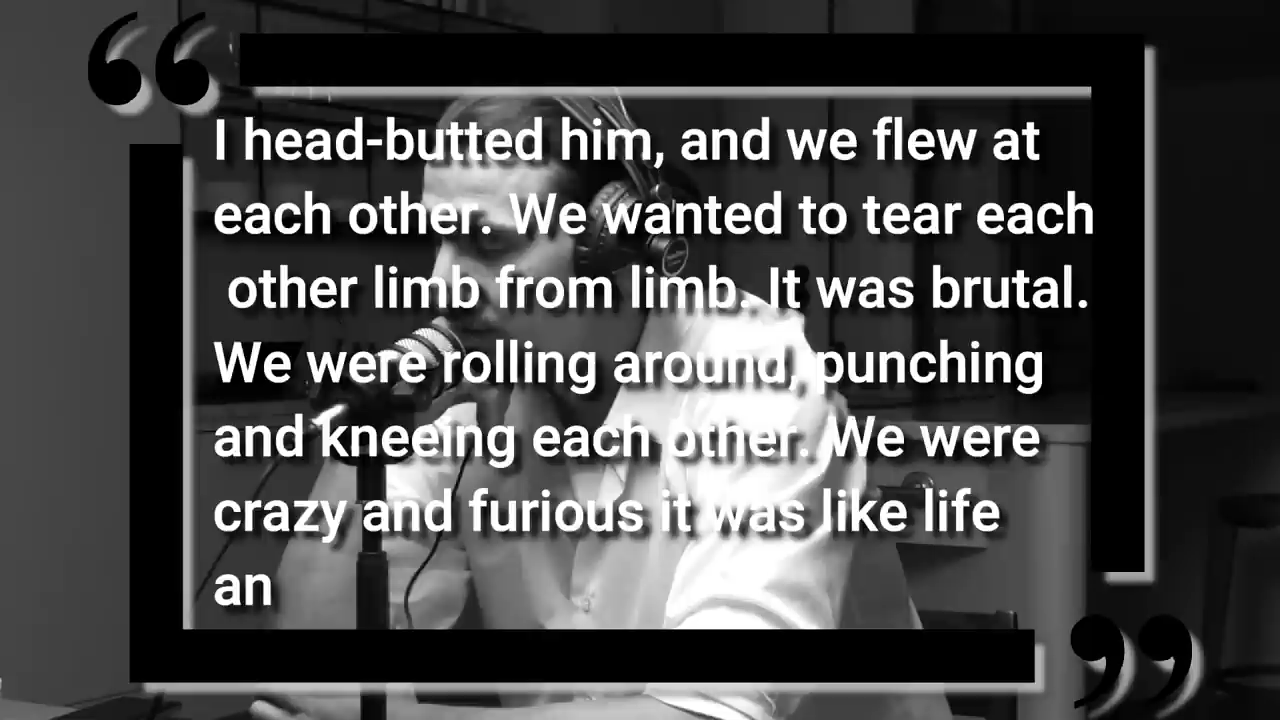 I head-butted him, and we flew at
each other. We wanted to tear each
other limb from limb. It was brutal.
We were rolling around, punching
and kneeing each other. We were
crazy and furious it was like life
an